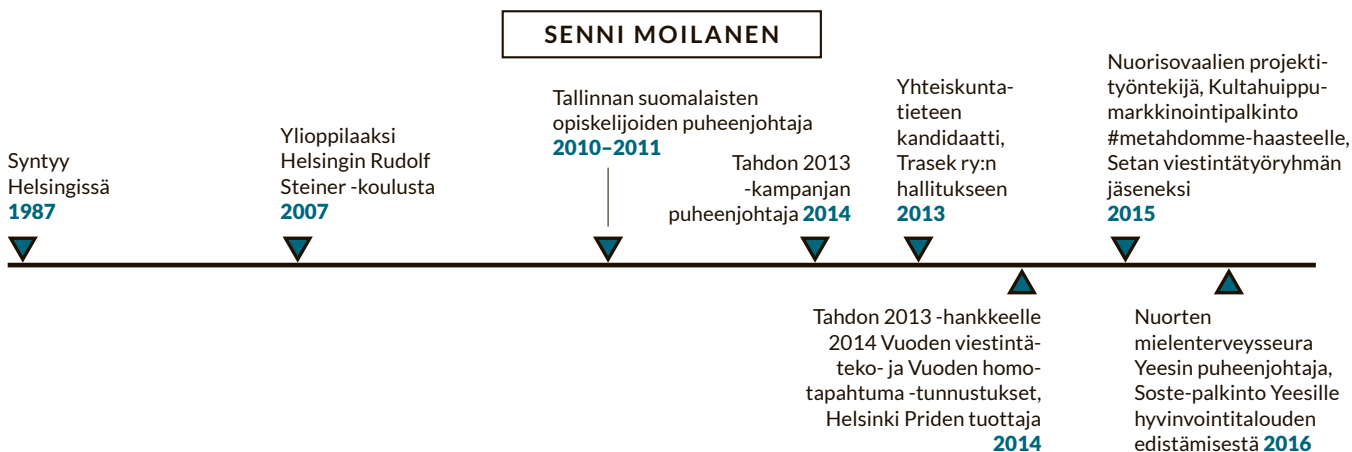 SENNI MOILANEN
Syntyy
Helsingissä
1987
Ylioppilaaksi
Helsingin Rudolf
Steiner -koulusta
2007
Tallinnan suomalaisten
opiskelijoiden puheenjohtaja
2010–2011
Tahdon 2013
-kampanjan
puheenjohtaja 2014
Yhteiskunta-
tieteen
kandidaatti,
Trasek ry:n
hallitukseen
2013
Tahdon 2013 -hankkeelle
2014 Vuoden viestintä-
teko- ja Vuoden homo-
tapahtuma -tunnustukset,
Helsinki Priden tuottaja
2014
Nuorisovaalien projekti-
työntekijä, Kultahuippu-
markkinointipalkinto
#metahdomme-haasteelle,
Setan viestintätyöryhmän
jäseneksi
2015
Nuorten
mielenterveysseura
Yeesin puheenjohtaja,
Soste-palkinto Yeesille
hyvinvointitalouden
edistämisestä 2016